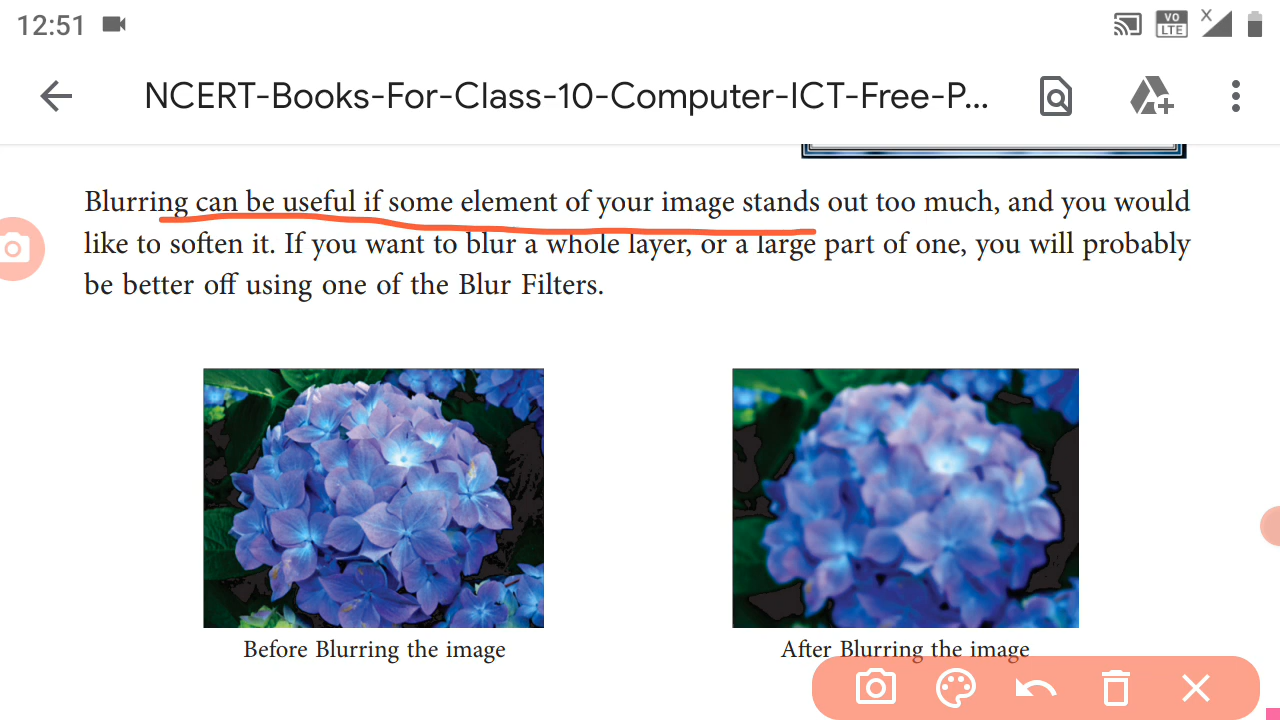 12:51
VO LTE X
NCERT-Books-For-Class-10-Computer-ICT-Free-P...
Blurring can be useful if some element of your image stands out too much, and you would
like to soften it. If you want to blur a whole layer, or a large part of one, you will probably
be better off using one of the Blur Filters.
Before Blurring the image
After Blurring the image